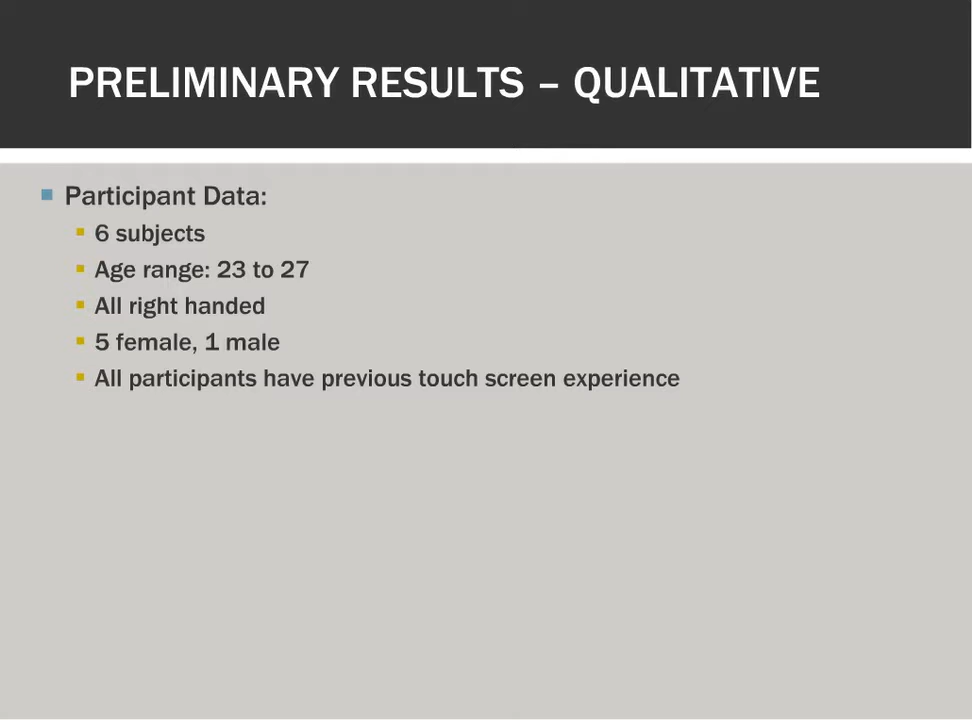 PRELIMINARY RESULTS – QUALITATIVE
Participant Data:
6 subjects
Age range: 23 to 27
All right handed
5 female, 1 male
All participants have previous touch screen experience